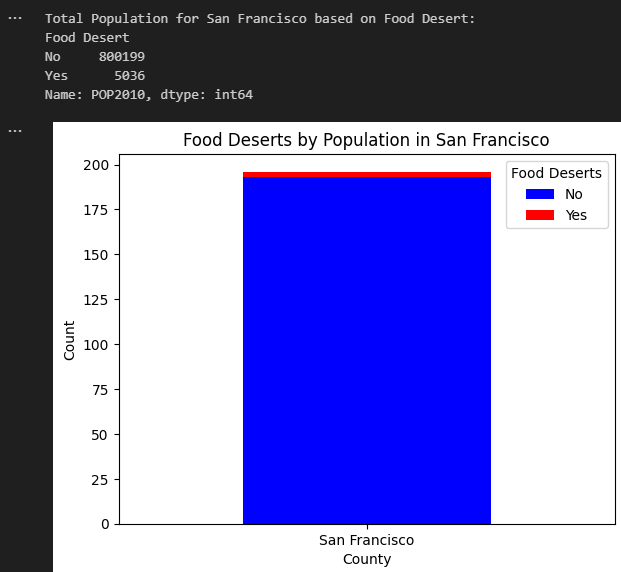 Total Population for San Francisco based on Food Desert:
Food Desert
No     800199
Yes      5036
Name: POP2010, dtype: int64
Food Deserts by Population in San Francisco
Food Deserts
No
Yes
200
175
150
125
100
75
50
25
0
Count
San Francisco
County